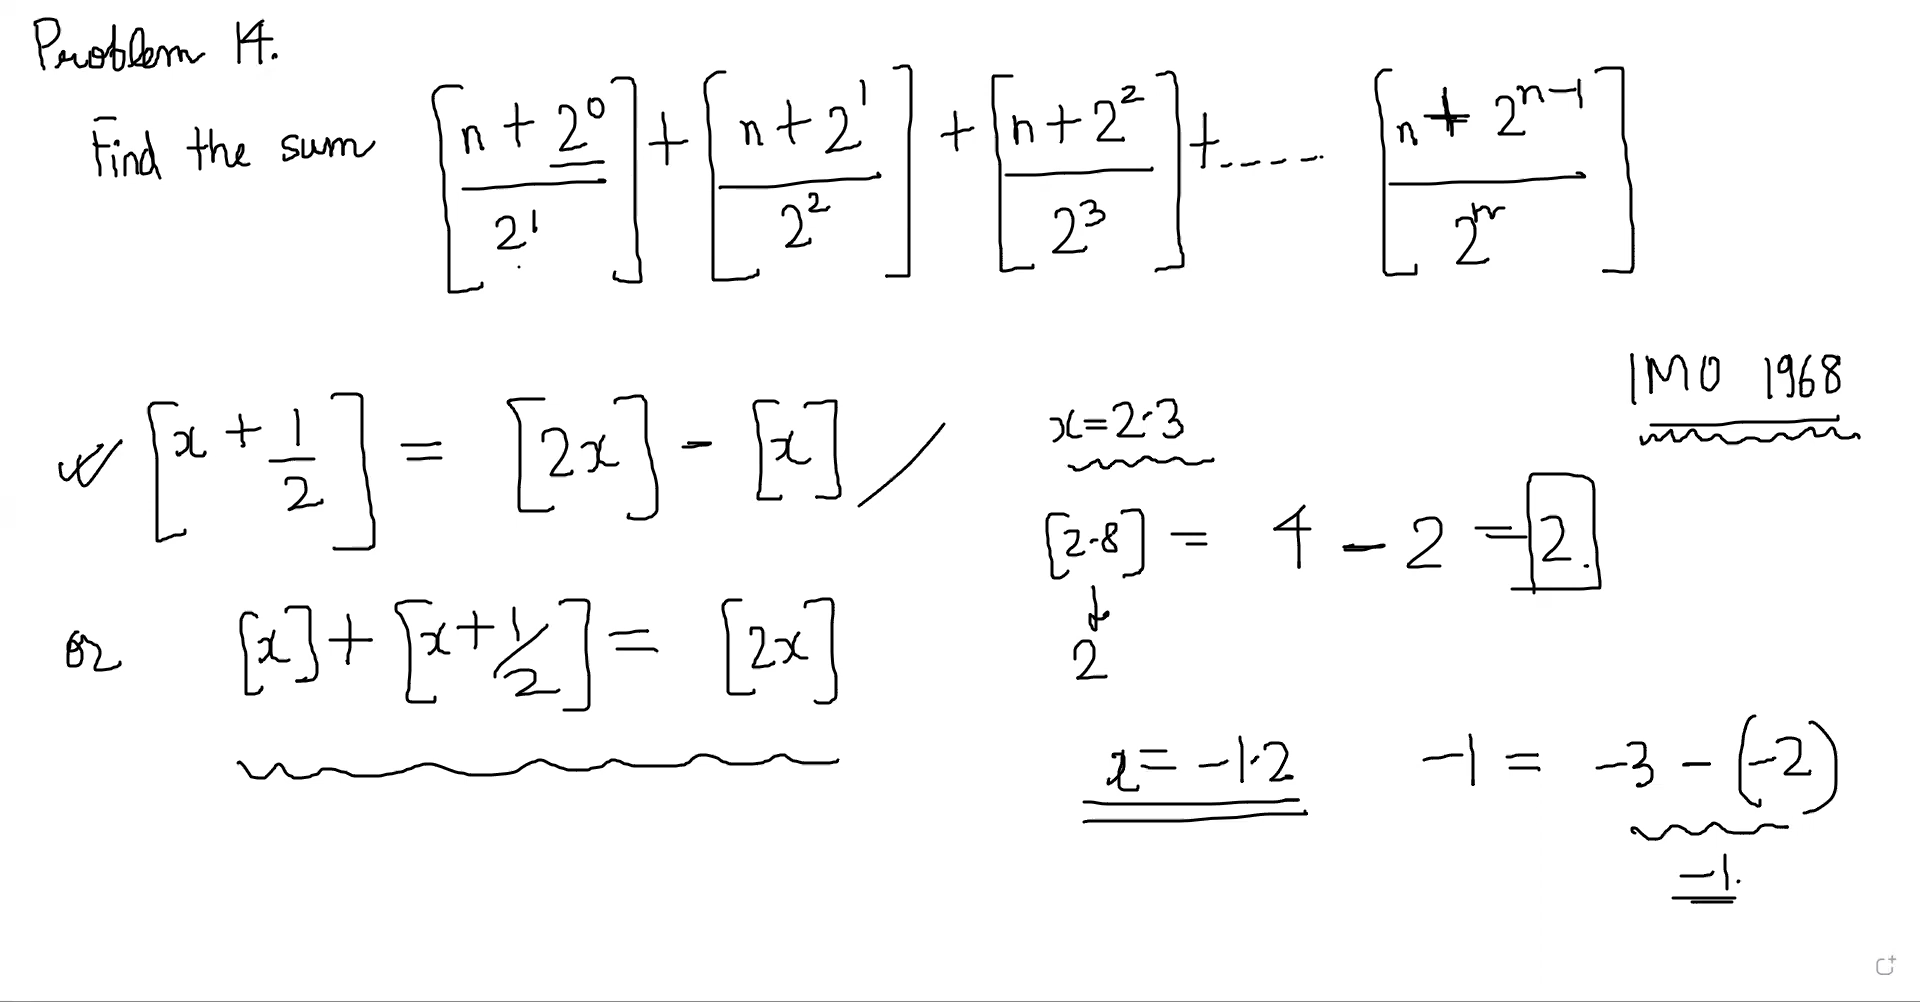 Problem 14.
Find the sum [(n + 2^0)/2^1] + [(n + 2^1)/2^2] + [(n + 2^2)/2^3] + ..... [(n + 2^(n-1))/2^n]
IMO 1968
[x + 1/2] = [2x] - [x]
x = 2.3
[2.8] = 4 - 2 = 2.
↓
2
or [x] + [x + 1/2] = [2x]
x = -1.2 -1 = -3 - (-2)
-1.